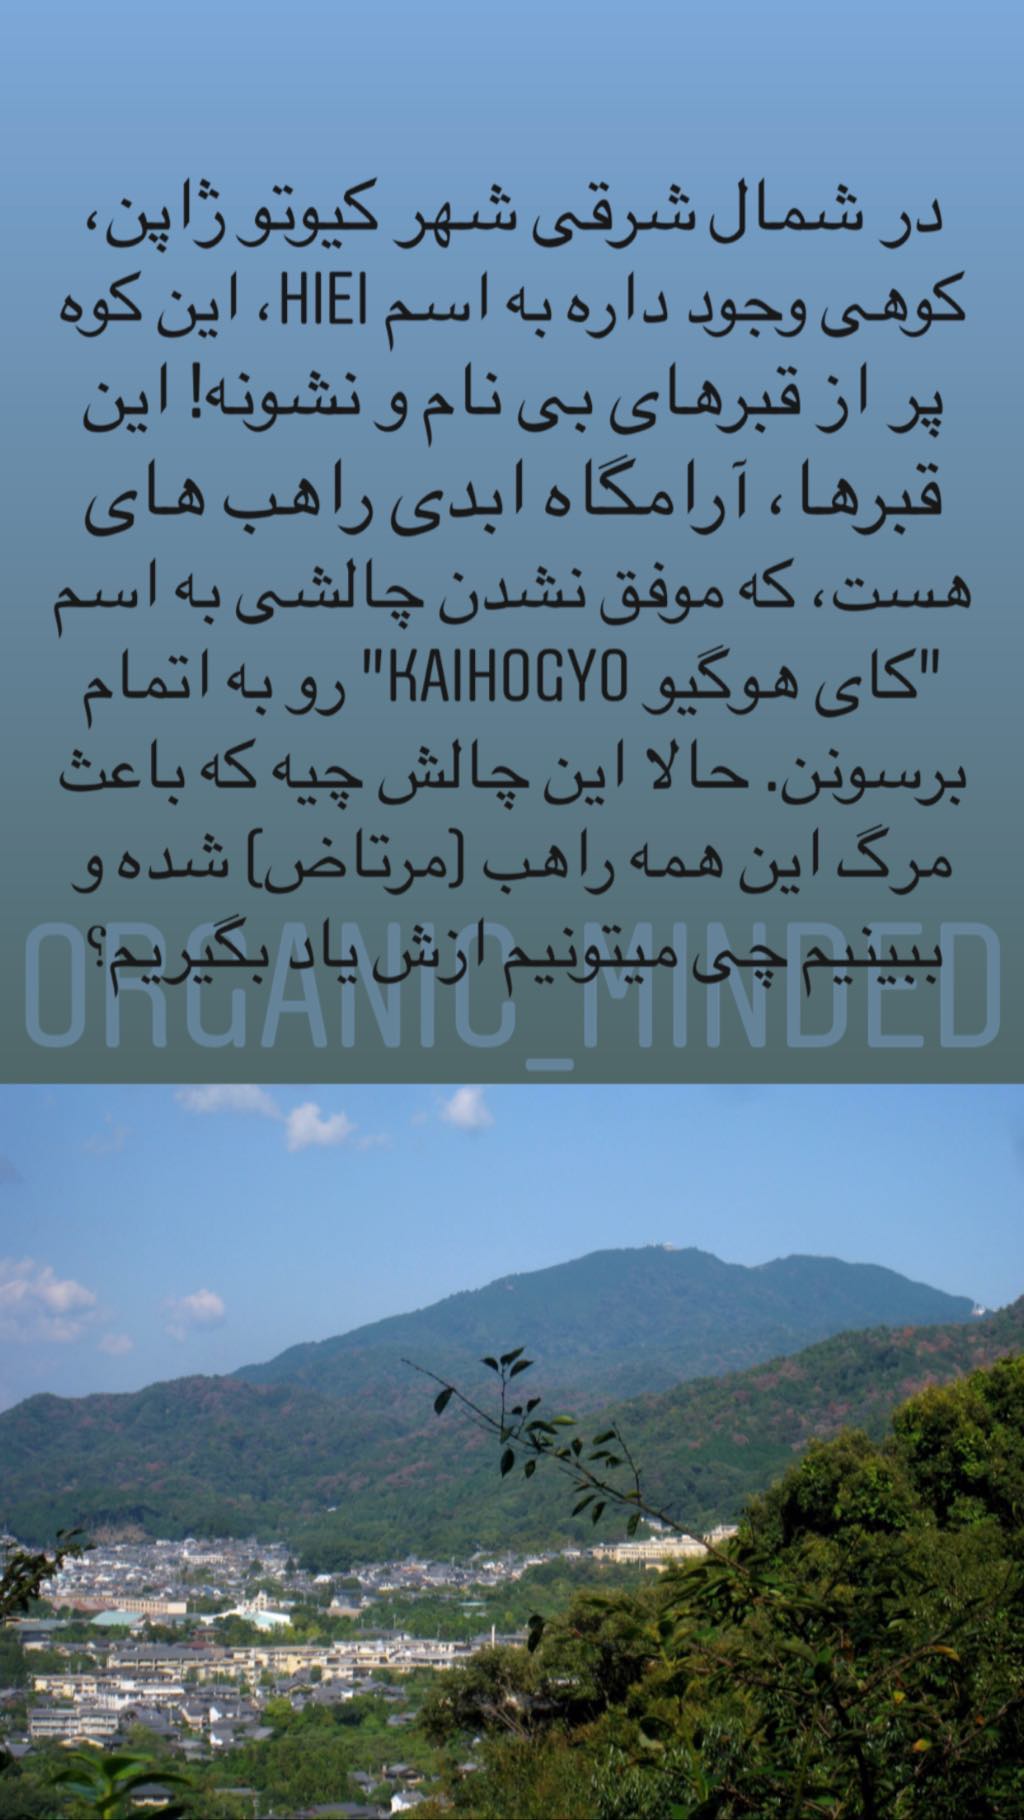 در شمال شرقی شهر کیوتو ژاپن،
کوهی وجود داره به اسم HIEI، این کوه
پر از قبرهای بی نام و نشونه! این
قبرها، آرامگاه ابدی راهب های
هست، که موفق نشدن چالشی به اسم
"کای هوگیو KAIHOGYO" رو به اتمام
برسونن. حالا این چالش چیه که باعث
مرگ این همه راهب (مرتاض) شده و
ببینیم چی میتونیم ازش یاد بگیریم؟
ORGANIC_MINDED